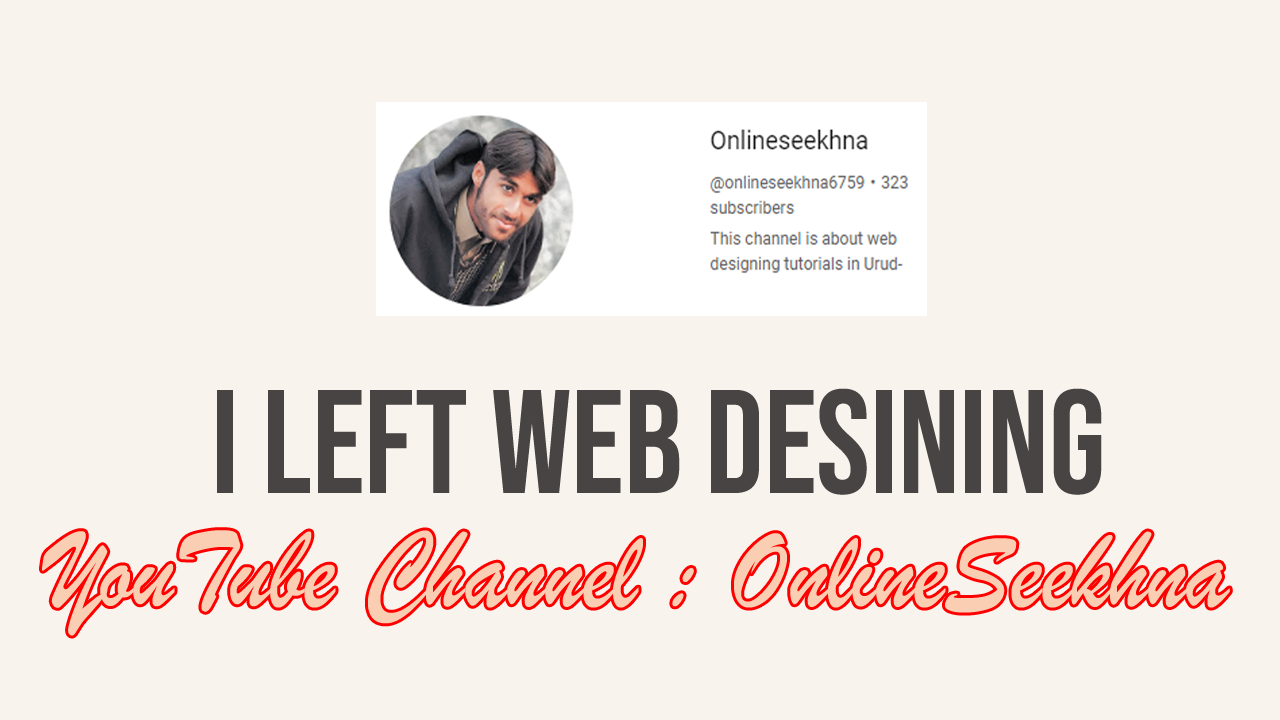 Onlineseekhna
@onlineseekhna6759 • 323
subscribers
This channel is about web
designing tutorials in Urud-
I LEFT WEB DESINING
YouTube Channel : OnlineSeekhna